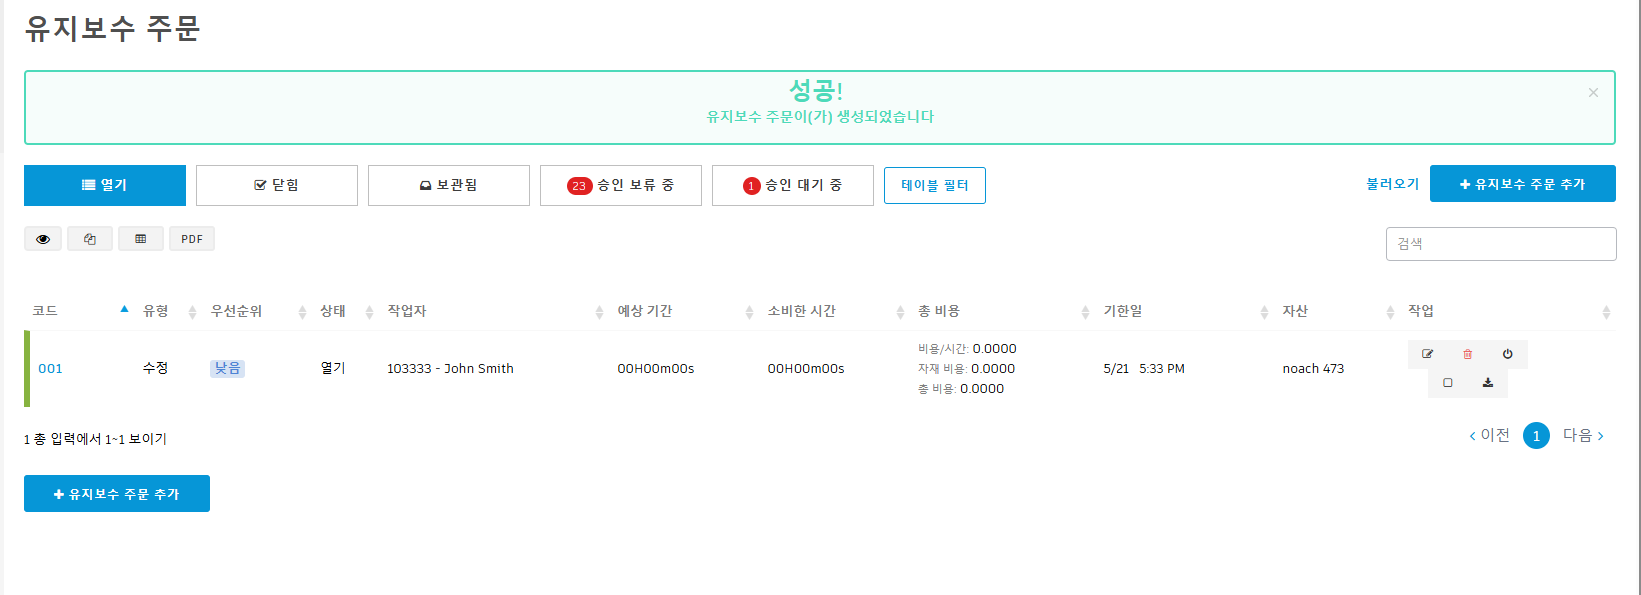 유지보수 주문
성공!
×
유지보수 주문이(가) 생성되었습니다
열기
닫힘
보관됨
23 승인 보류 중
1 승인 대기 중
테이블 필터
불러오기
유지보수 주문 추가
PDF
검색
코드 유형 우선순위 상태 작업자 예상 기간 소비한 시간 총 비용 기한일 자산 작업
001 수정 낮음 열기 103333 - John Smith 00H00m00s 00H00m00s
비용/시간: 0.0000
자재 비용: 0.0000
총 비용: 0.0000
5/21 5:33 PM noach 473
1 총 입력에서 1~1 보이기
‹ 이전 1 다음 ›
유지보수 주문 추가